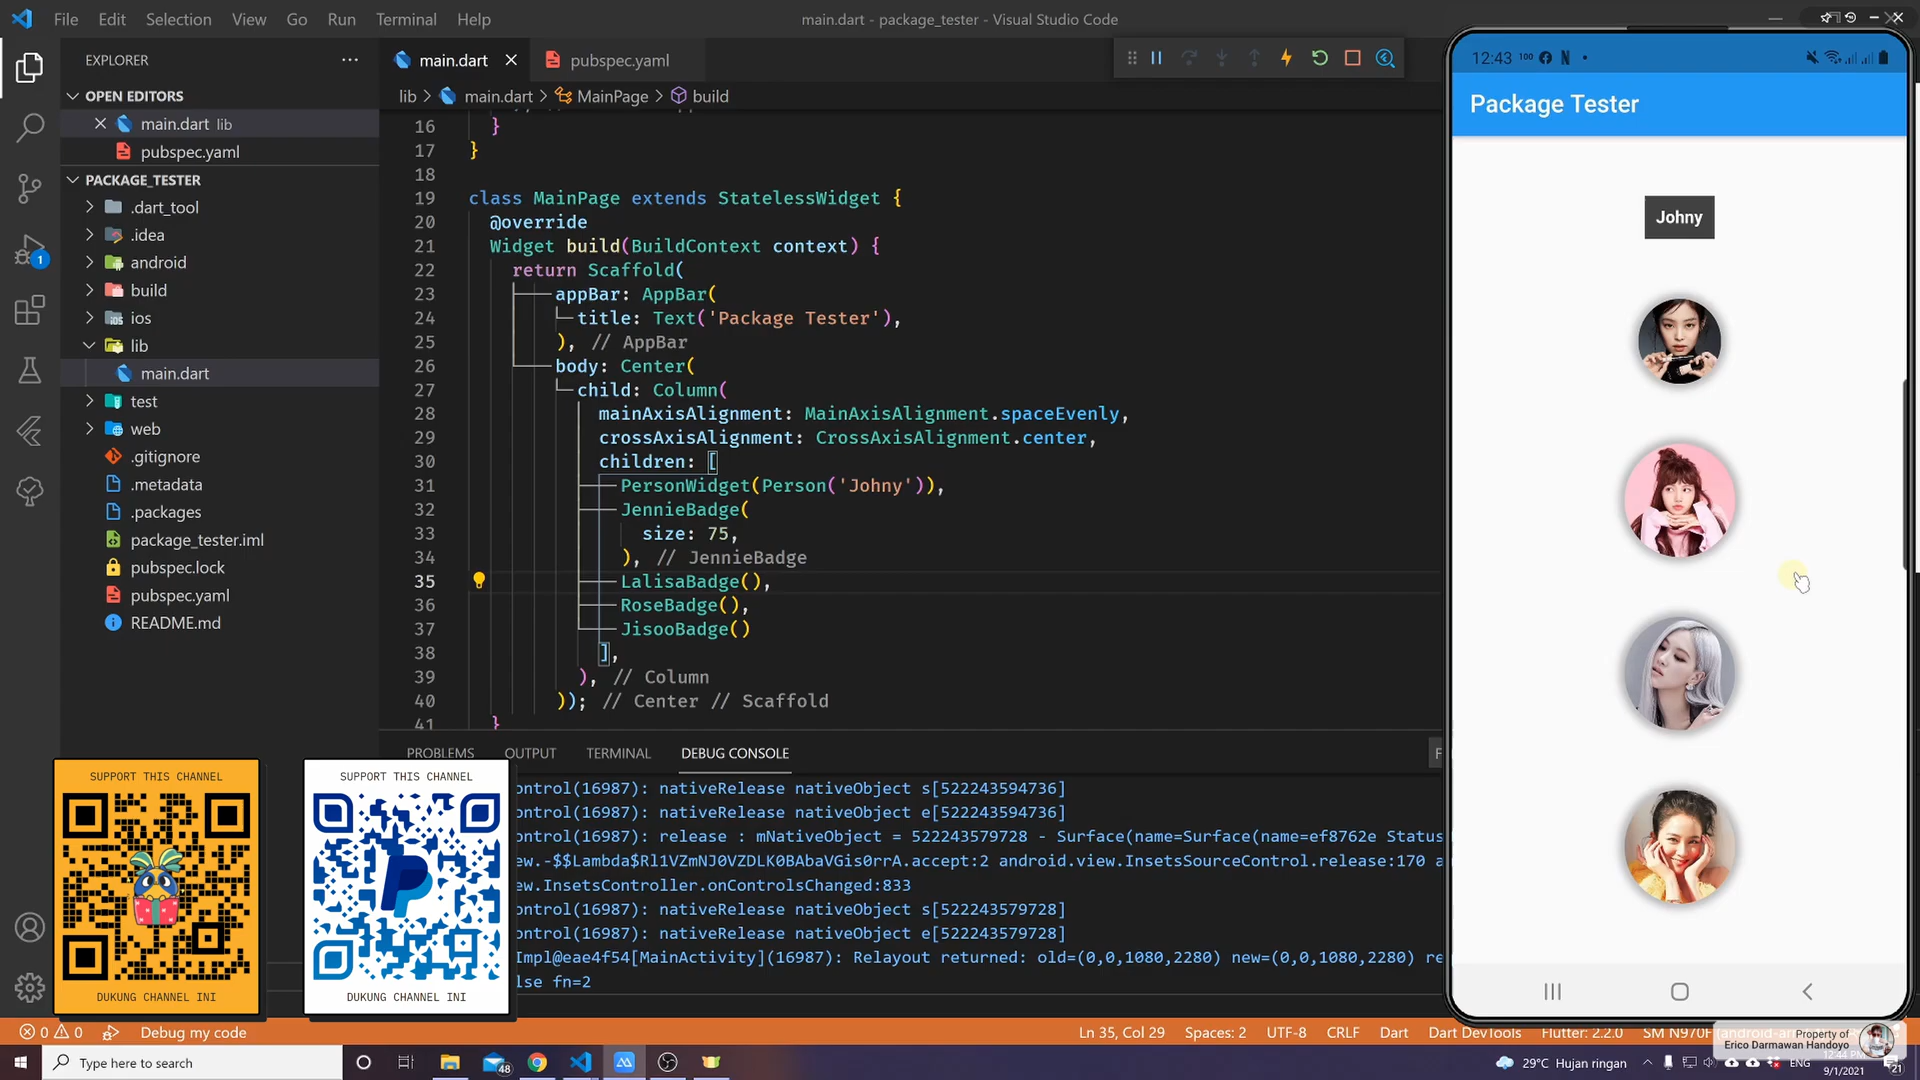 File Edit Selection View Go Run Terminal Help
main.dart - package_tester - Visual Studio Code
EXPLORER
OPEN EDITORS
main.dart lib
pubspec.yaml
PACKAGE_TESTER
.dart_tool
.idea
android
build
ios
lib
main.dart
test
web
.gitignore
.metadata
.packages
package_tester.iml
pubspec.lock
pubspec.yaml
README.md
1
main.dart
pubspec.yaml
lib > main.dart > MainPage > build
16 }
17 }
18
19 class MainPage extends StatelessWidget {
20 @override
21 Widget build(BuildContext context) {
22 return Scaffold(
23 appBar: AppBar(
24 title: Text('Package Tester'),
25 ), // AppBar
26 body: Center(
27 child: Column(
28 mainAxisAlignment: MainAxisAlignment.spaceEvenly,
29 crossAxisAlignment: CrossAxisAlignment.center,
30 children: [
31 PersonWidget(Person('Johny')),
32 JennieBadge(
33 size: 75,
34 ), // JennieBadge
35 LalisaBadge(),
36 RoseBadge(),
37 JisooBadge()
38 ],
39 ), // Column
40 )); // Center // Scaffold
41 }
PROBLEMS OUTPUT TERMINAL DEBUG CONSOLE
F
ontrol(16987): nativeRelease nativeObject s[522243594736]
ontrol(16987): nativeRelease nativeObject e[522243594736]
ontrol(16987): release : mNativeObject = 522243579728 - Surface(name=Surface(name=ef8762e Status
ew.-$$Lambda$Rl1VZmNJ0VZDLK0BAbaVGis0rrA.accept:2 android.view.InsetsSourceControl.release:170 a
ew.InsetsController.onControlsChanged:833
ontrol(16987): nativeRelease nativeObject s[522243579728]
ontrol(16987): nativeRelease nativeObject e[522243579728]
Impl@eae4f54[MainActivity](16987): Relayout returned: old=(0,0,1080,2280) new=(0,0,1080,2280) re
lse fn=2
SUPPORT THIS CHANNEL
DUKUNG CHANNEL INI
SUPPORT THIS CHANNEL
DUKUNG CHANNEL INI
12:43 100
Package Tester
Johny
0 0 Debug my code
Ln 35, Col 29 Spaces: 2 UTF-8 CRLF Dart Dart DevTools Flutter: 2.2.0 SM N970F
Property of
Erico Darmawan Handoyo
Type here to search
48
29°C Hujan ringan
ENG
12:44 PM
9/1/2021
21